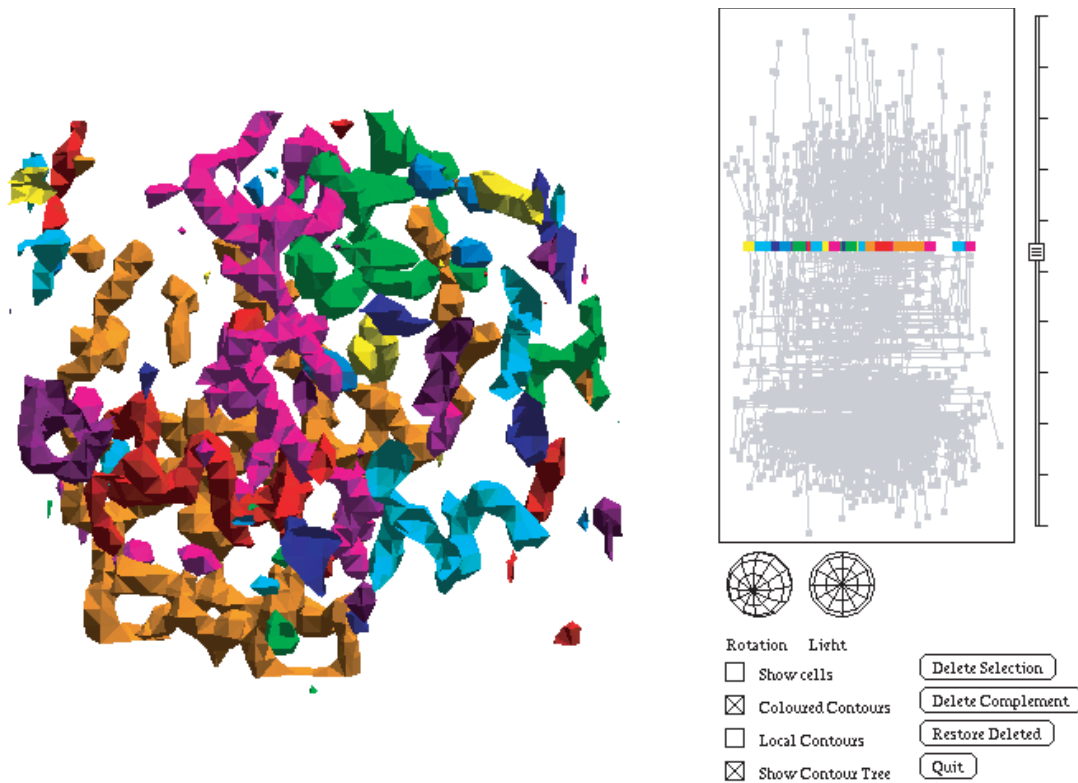 Rotation Light
Show cells
Coloured Contours
Local Contours
Show Contour Tree
Delete Selection
Delete Complement
Restore Deleted
Quit